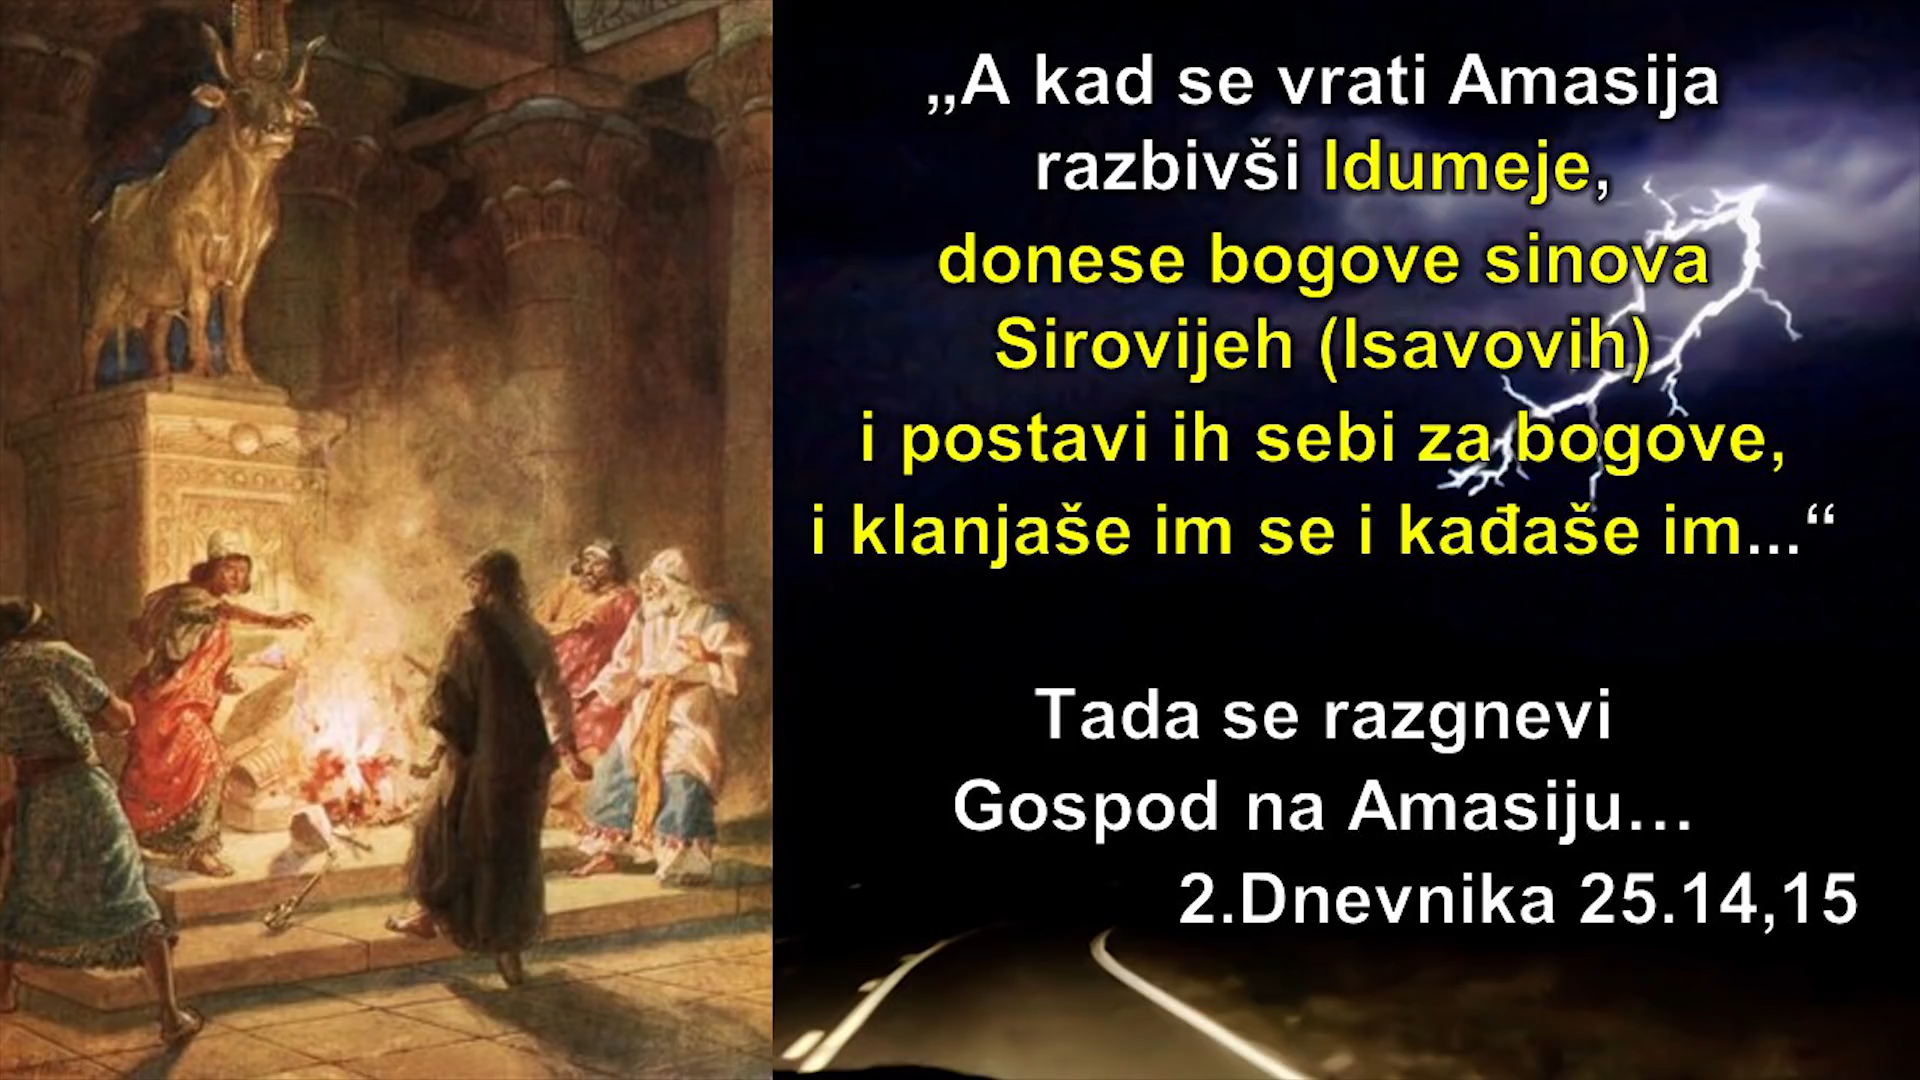 „A kad se vrati Amasija
razbivši Idumeje,
donese bogove sinova
Sirovijeh (Isavovih)
i postavi ih sebi za bogove,
i klanjaše im se i kađaše im...“
Tada se razgnevi
Gospod na Amasiju…
2.Dnevnika 25.14,15